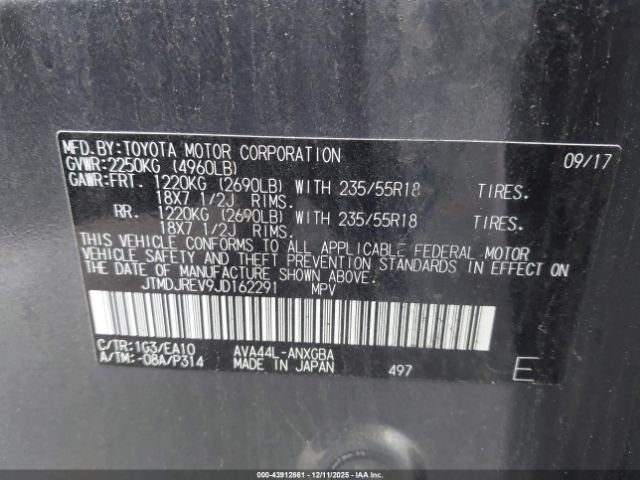 MFD.BY:TOYOTA MOTOR CORPORATION 09/17
GVWR:2250KG (4960LB)
GAWR:FRT. 1220KG (2690LB) WITH 235/55R18 TIRES.
18X7 1/2J RIMS.
RR. 1220KG (2690LB) WITH 235/55R18 TIRES.
18X7 1/2J RIMS.
THIS VEHICLE CONFORMS TO ALL APPLICABLE FEDERAL MOTOR
VEHICLE SAFETY AND THEFT PREVENTION STANDARDS IN EFFECT ON
THE DATE OF MANUFACTURE SHOWN ABOVE.
JTMDJREV9JD162291 MPV
C/TR:1G3/EA10 AVA44L-ANXGBA
A/TM:-08A/P314 MADE IN JAPAN 497 E
000-43912861 - 12/11/2025 - IAAI.COM